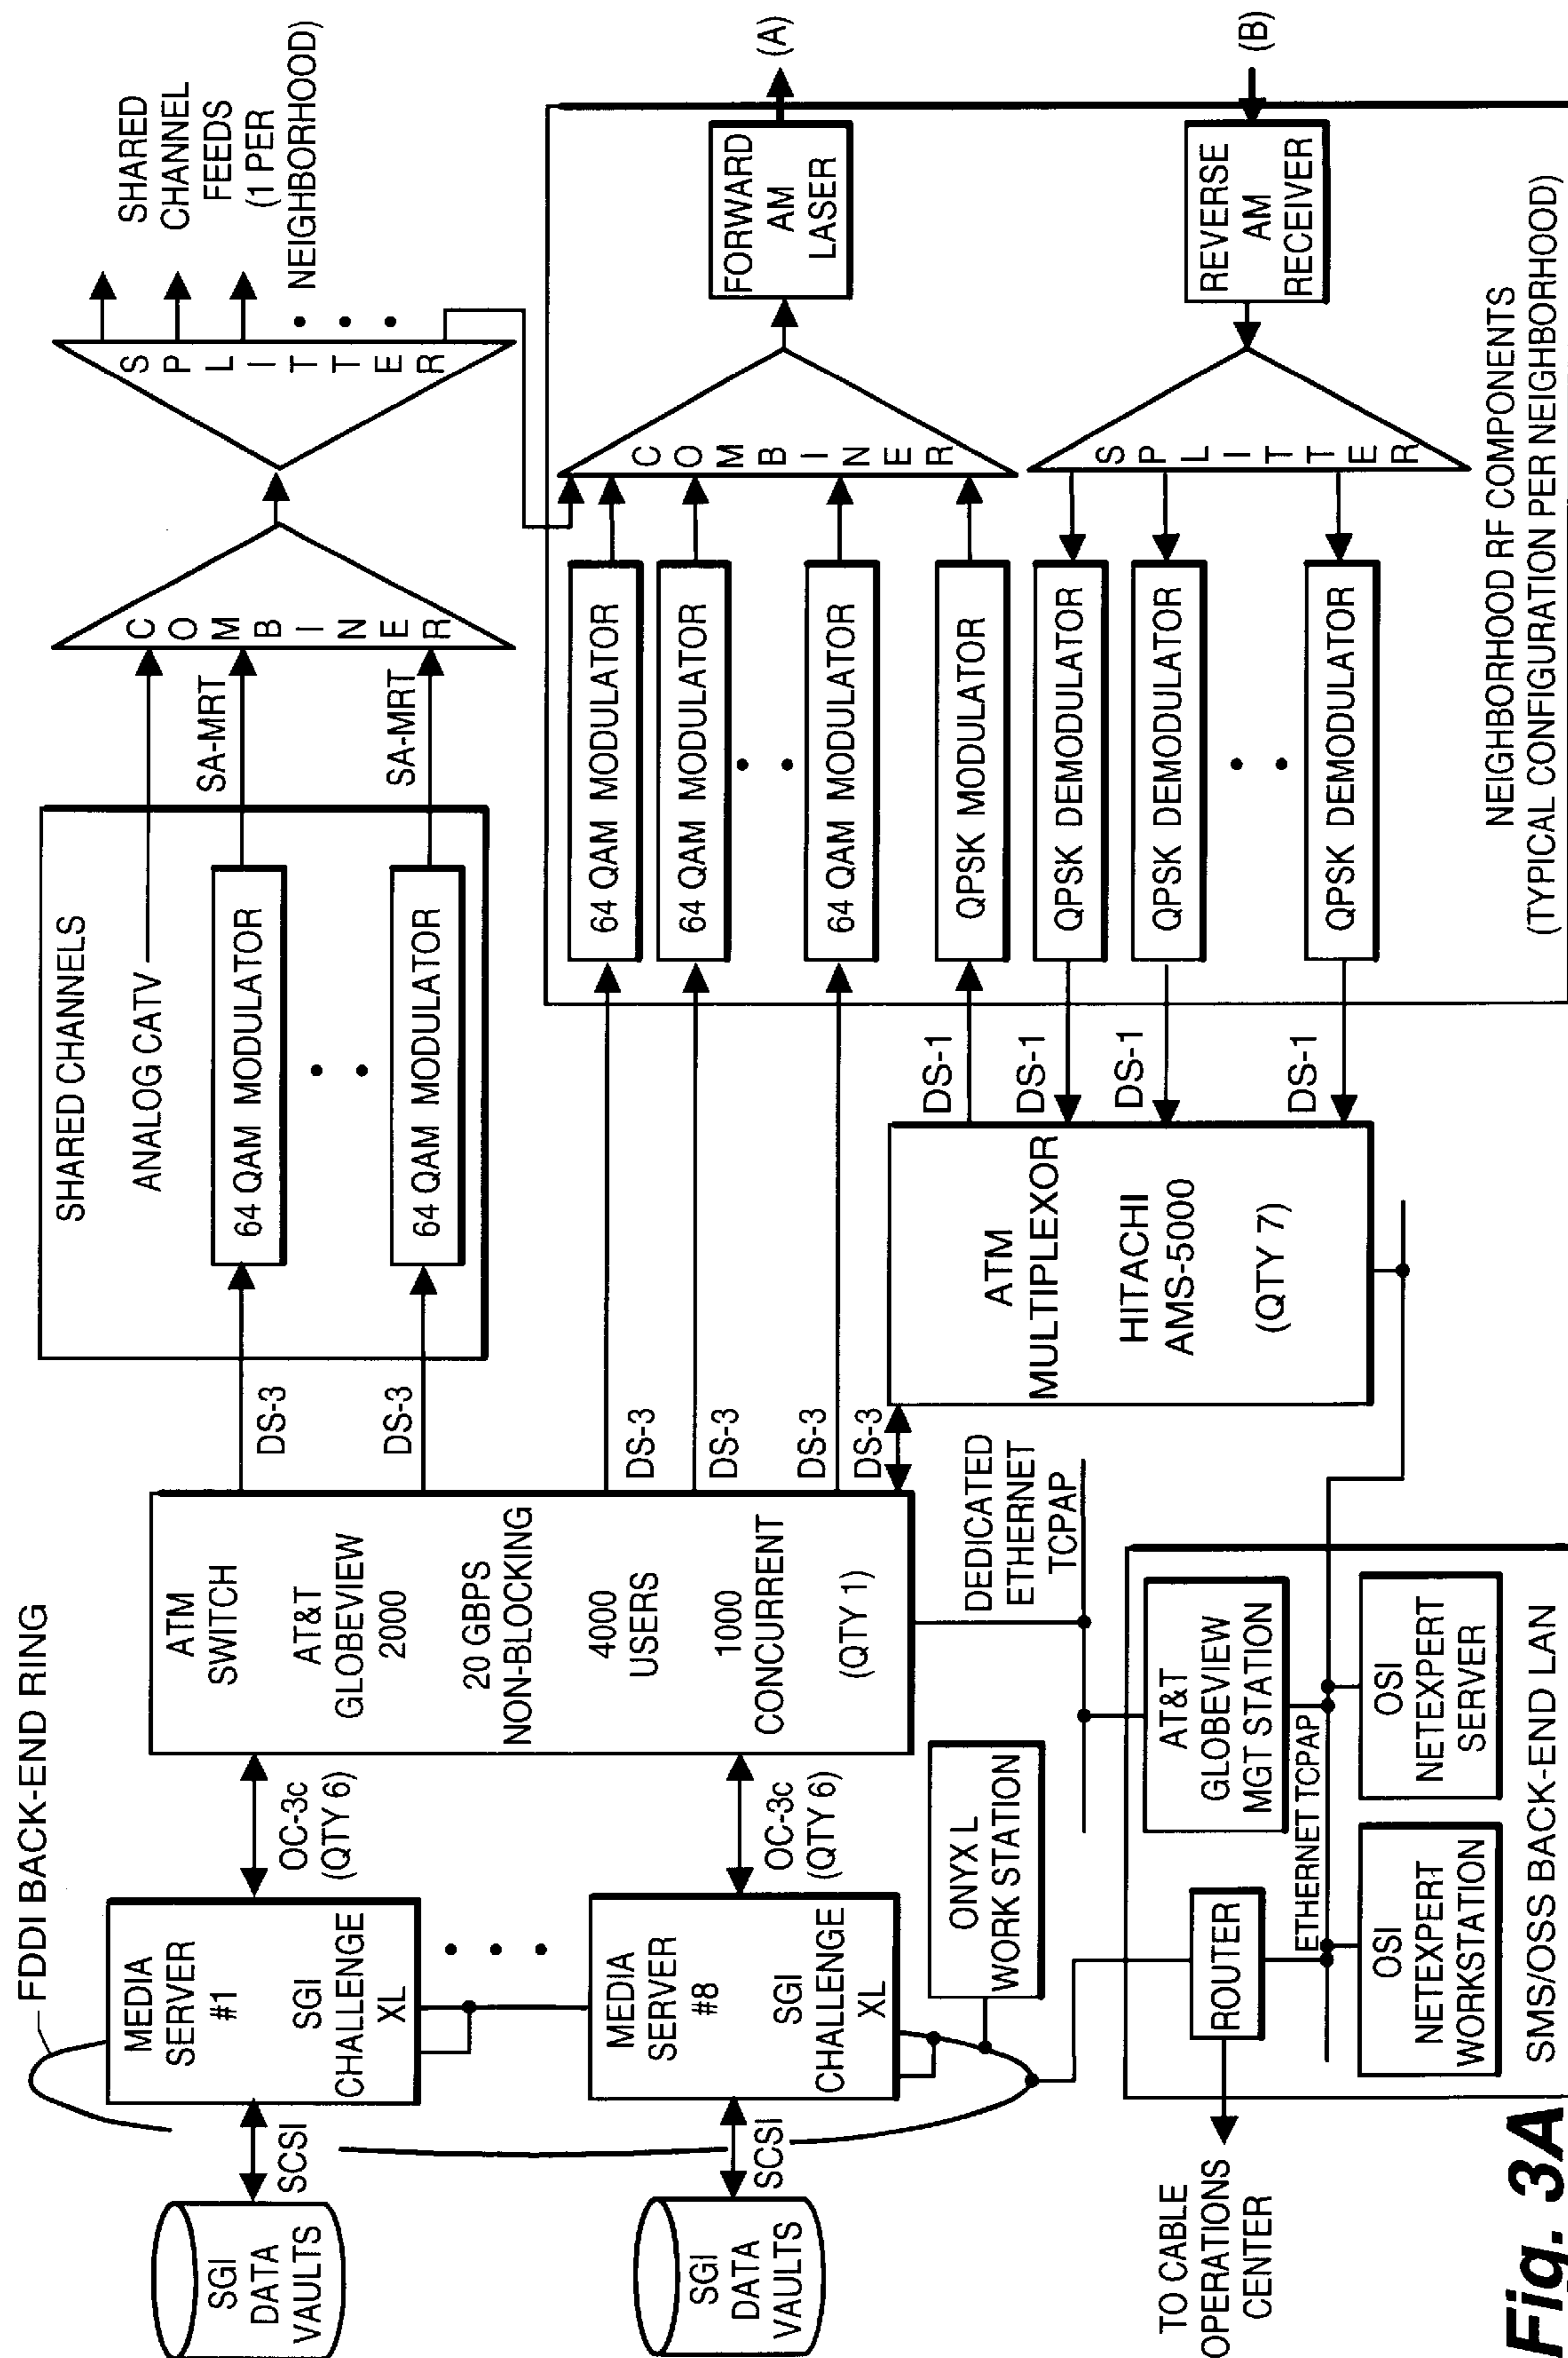 FDDI BACK-END RING
SGI
DATA
VAULTS
SCSI
MEDIA
SERVER
#1
SGI
CHALLENGE
XL
OC-3c
(QTY 6)
SGI
DATA
VAULTS
SCSI
MEDIA
SERVER
#8
SGI
CHALLENGE
XL
OC-3c
(QTY 6)
ONYX L
WORK STATION
ATM
SWITCH
AT&T
GLOBEVIEW
2000
20 GBPS
NON-BLOCKING
4000
USERS
1000
CONCURRENT
(QTY 1)
DS-3
DS-3
DS-3
DS-3
DS-3
DS-3
SHARED CHANNELS
ANALOG CATV
64 QAM MODULATOR
64 QAM MODULATOR
SA-MRT
SA-MRT
COMBINER
SPLITTER
SHARED
CHANNEL
FEEDS
(1 PER
NEIGHBORHOOD)
64 QAM MODULATOR
64 QAM MODULATOR
64 QAM MODULATOR
QPSK MODULATOR
QPSK DEMODULATOR
QPSK DEMODULATOR
QPSK DEMODULATOR
COMBINER
FORWARD
AM
LASER
(A)
SPLITTER
REVERSE
AM
RECEIVER
(B)
NEIGHBORHOOD RF COMPONENTS
(TYPICAL CONFIGURATION PER NEIGHBORHOOD)
DS-1
DS-1
DS-1
DS-1
ATM
MULTIPLEXOR
HITACHI
AMS-5000
(QTY 7)
DEDICATED
ETHERNET
TCPAP
TO CABLE
OPERATIONS
CENTER
ROUTER
AT&T
GLOBEVIEW
MGT STATION
ETHERNET TCPAP
OSI
NETEXPERT
WORKSTATION
OSI
NETEXPERT
SERVER
SMS/OSS BACK-END LAN
Fig. 3A